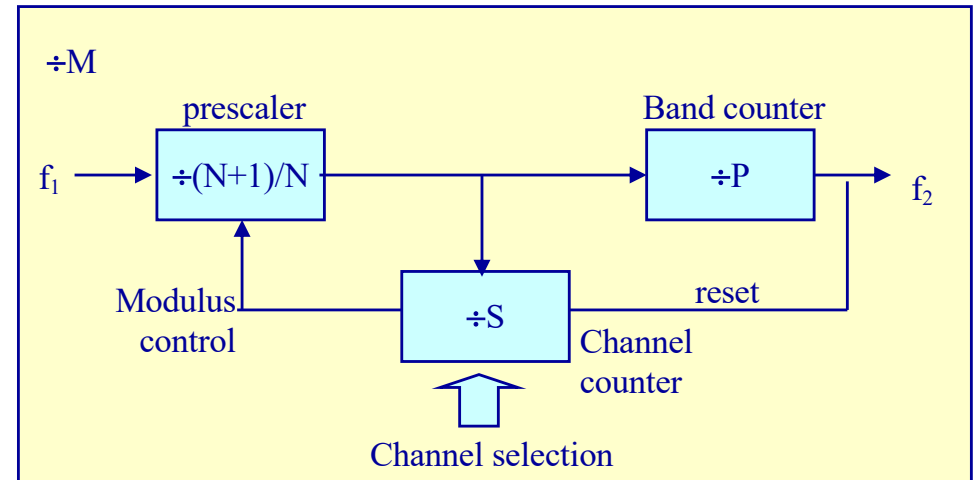 ÷M
prescaler
Band counter
f₁
÷(N+1)/N
÷P
f₂
Modulus
control
÷S
reset
Channel
counter
Channel selection